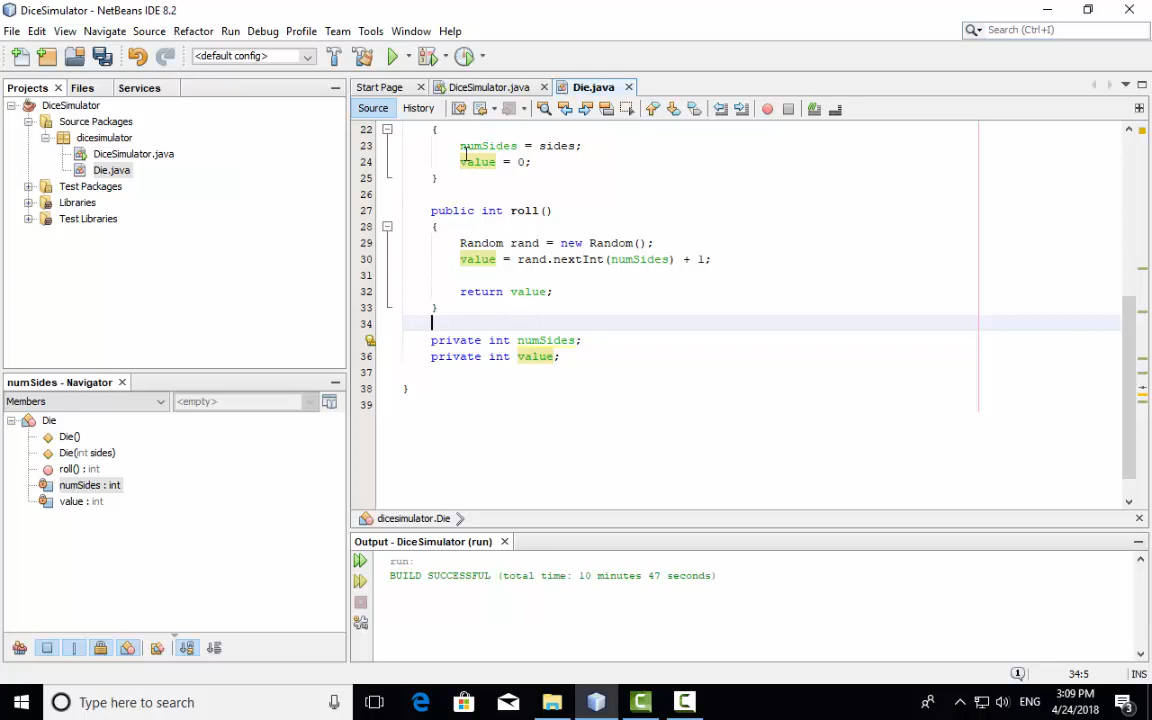 DiceSimulator - NetBeans IDE 8.2
File Edit View Navigate Source Refactor Run Debug Profile Team Tools Window Help
Search (Ctrl+I)
<default config>
Projects Files Services
Start Page DiceSimulator.java Die.java
Source History
DiceSimulator
Source Packages
dicesimulator
DiceSimulator.java
Die.java
Test Packages
Libraries
Test Libraries
22 {
23 numSides = sides;
24 value = 0;
25 }
26
27 public int roll()
28 {
29 Random rand = new Random();
30 value = rand.nextInt(numSides) + 1;
31
32 return value;
33 }
34
private int numSides;
36 private int value;
37
38 }
39
numSides - Navigator
Members <empty>
Die
Die()
Die(int sides)
roll() : int
numSides : int
value : int
dicesimulator.Die
Output - DiceSimulator (run)
run:
BUILD SUCCESSFUL (total time: 10 minutes 47 seconds)
1 34:5 INS
Type here to search
ENG
3:09 PM
4/24/2018
3